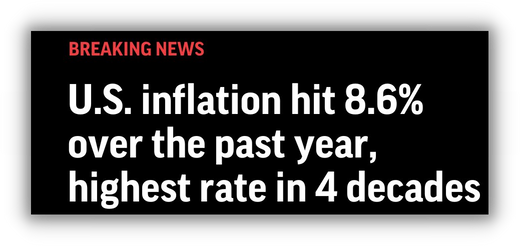 BREAKING NEWS
U.S. inflation hit 8.6%
over the past year,
highest rate in 4 decades